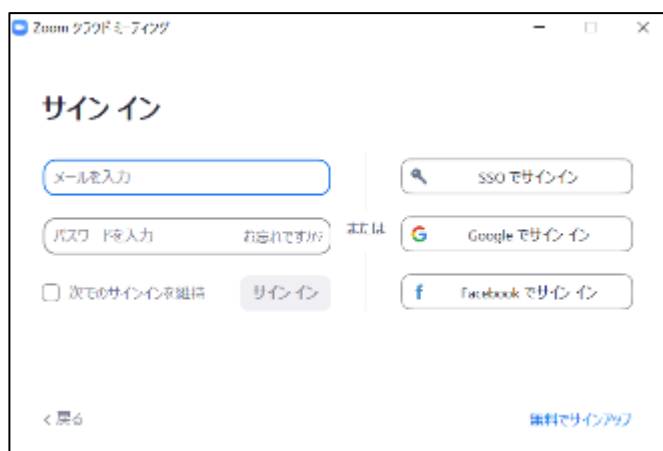 Zoom クラウド ミーティング
サイン イン
メールを入力
パスワードを入力
お忘れですか?
次でのサインインを維持
サイン イン
または
SSO でサインイン
Google でサイン イン
Facebook でサイン イン
< 戻る
無料でサインアップ